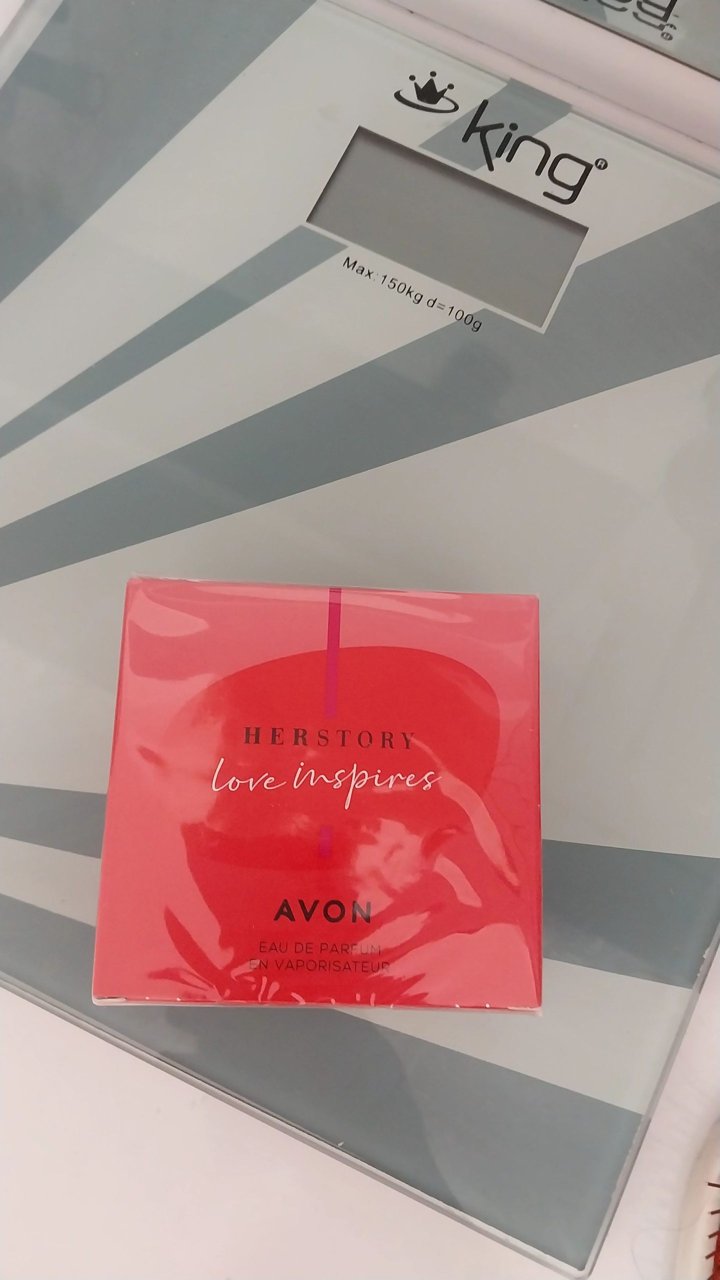 king®
Max: 150kg d=100g
HERSTORY
love inspires
AVON
EAU DE PARFUM
EN VAPORISATEUR